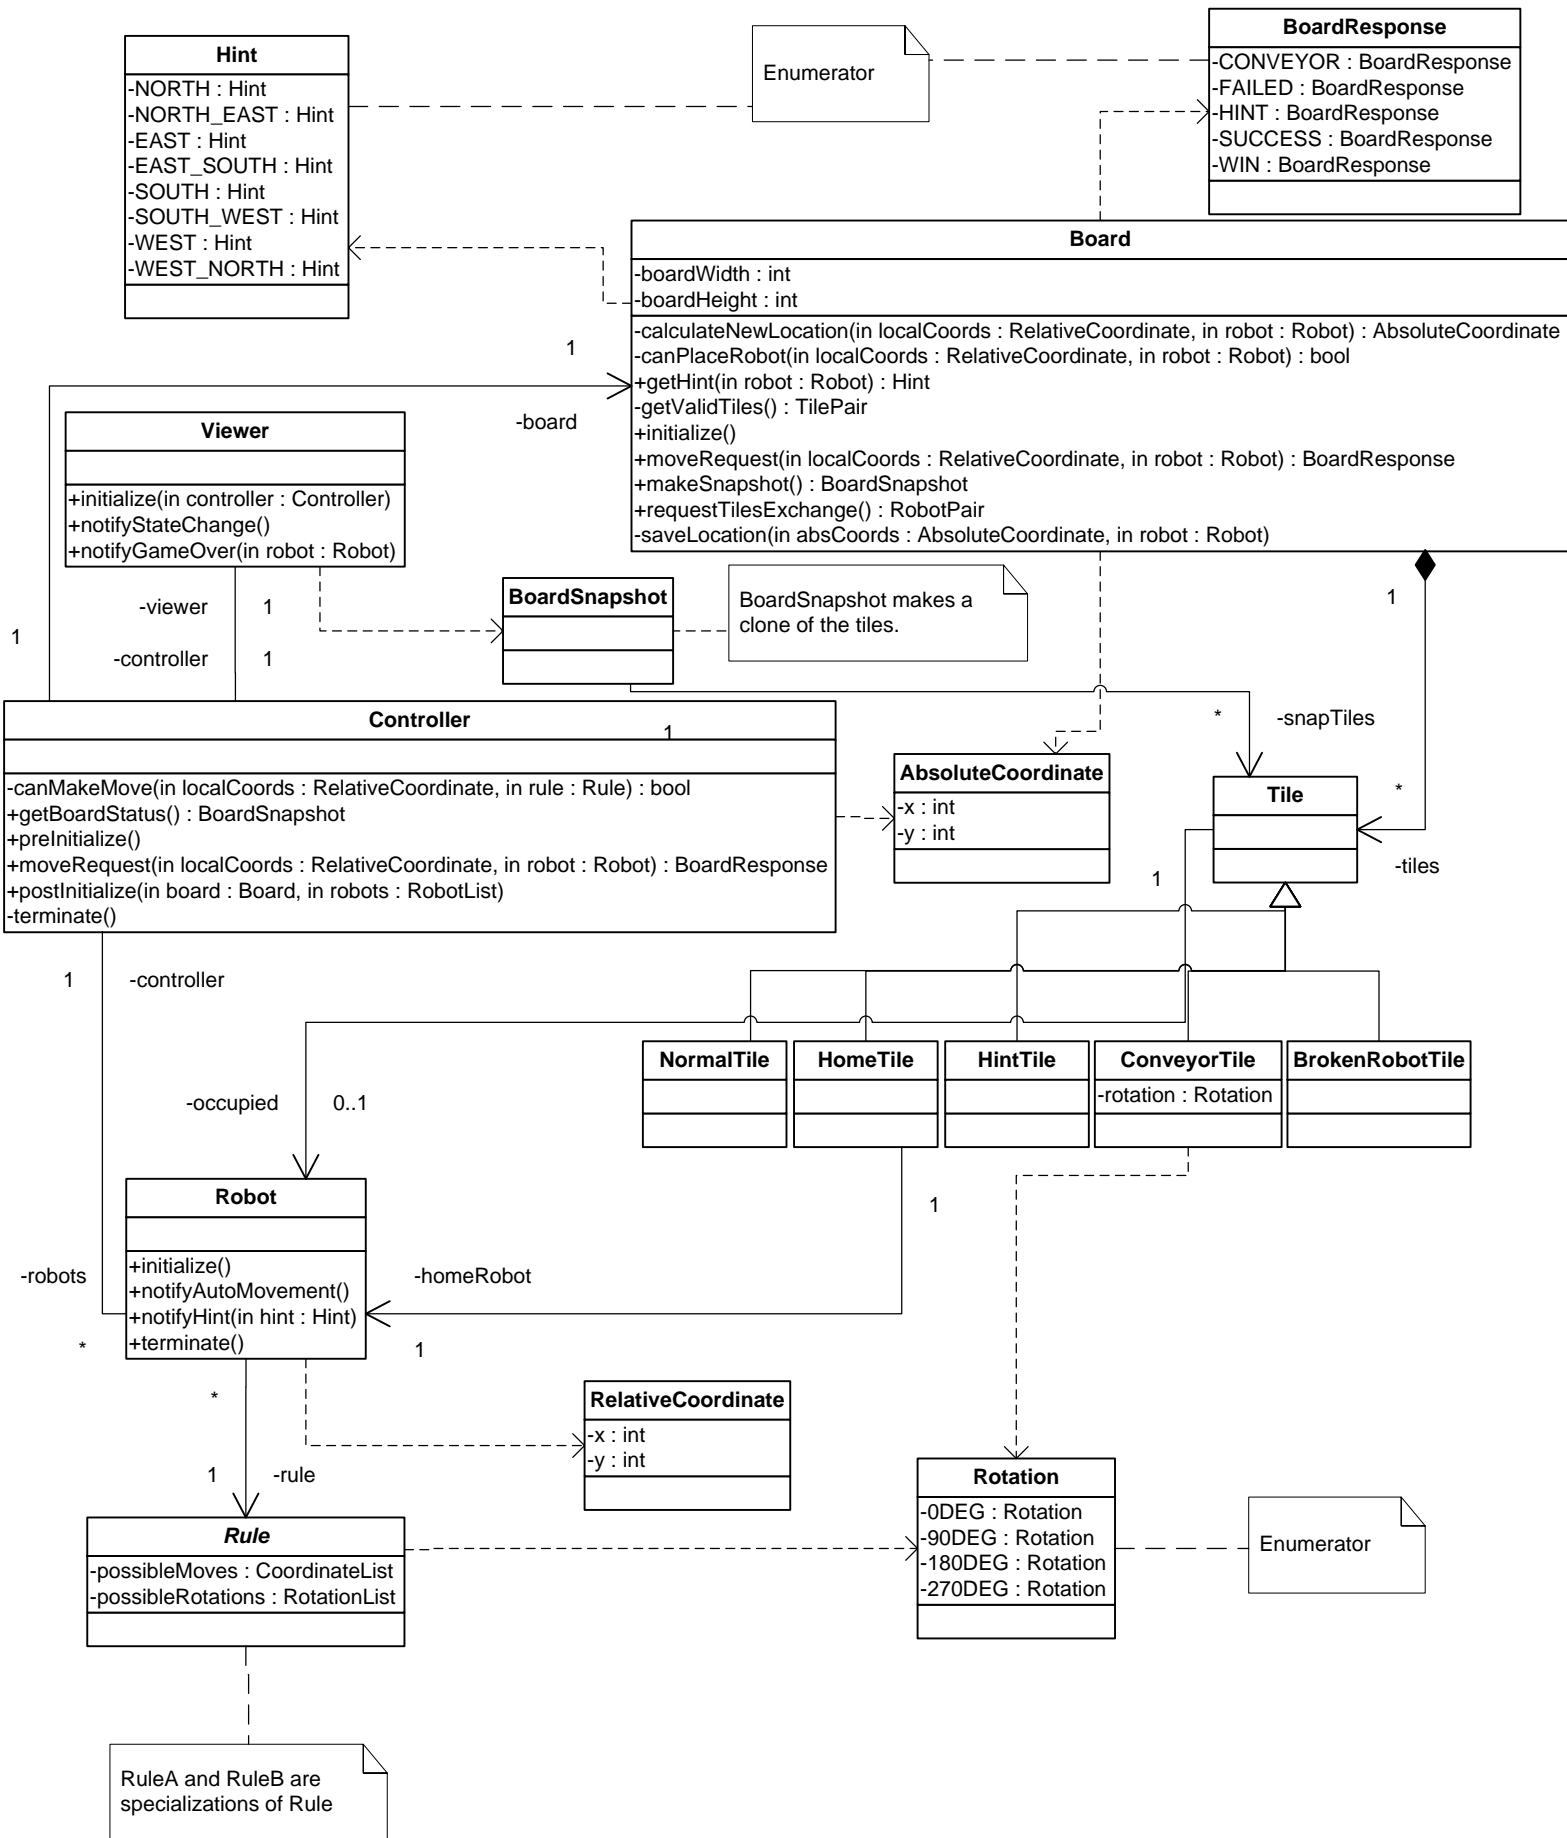 Hint
-NORTH : Hint
-NORTH_EAST : Hint
-EAST : Hint
-EAST_SOUTH : Hint
-SOUTH : Hint
-SOUTH_WEST : Hint
-WEST : Hint
-WEST_NORTH : Hint
Enumerator
BoardResponse
-CONVEYOR : BoardResponse
-FAILED : BoardResponse
-HINT : BoardResponse
-SUCCESS : BoardResponse
-WIN : BoardResponse
Board
-boardWidth : int
-boardHeight : int
-calculateNewLocation(in localCoords : RelativeCoordinate, in robot : Robot) : AbsoluteCoordinate
-canPlaceRobot(in localCoords : RelativeCoordinate, in robot : Robot) : bool
+getHint(in robot : Robot) : Hint
-getValidTiles() : TilePair
+initialize()
+moveRequest(in localCoords : RelativeCoordinate, in robot : Robot) : BoardResponse
+makeSnapshot() : BoardSnapshot
+requestTilesExchange() : RobotPair
-saveLocation(in absCoords : AbsoluteCoordinate, in robot : Robot)
1
-board
Viewer
+initialize(in controller : Controller)
+notifyStateChange()
+notifyGameOver(in robot : Robot)
-viewer
1
1
-controller
1
BoardSnapshot
BoardSnapshot makes a
clone of the tiles.
1
Controller
1
-canMakeMove(in localCoords : RelativeCoordinate, in rule : Rule) : bool
+getBoardStatus() : BoardSnapshot
+preInitialize()
+moveRequest(in localCoords : RelativeCoordinate, in robot : Robot) : BoardResponse
+postInitialize(in board : Board, in robots : RobotList)
-terminate()
AbsoluteCoordinate
-x : int
-y : int
*
-snapTiles
Tile
*
-tiles
1
1
-controller
NormalTile
HomeTile
HintTile
ConveyorTile
-rotation : Rotation
BrokenRobotTile
-occupied
0..1
Robot
+initialize()
+notifyAutoMovement()
+notifyHint(in hint : Hint)
+terminate()
-robots
*
-homeRobot
1
1
*
1
-rule
RelativeCoordinate
-x : int
-y : int
Rotation
-0DEG : Rotation
-90DEG : Rotation
-180DEG : Rotation
-270DEG : Rotation
Enumerator
Rule
-possibleMoves : CoordinateList
-possibleRotations : RotationList
RuleA and RuleB are
specializations of Rule